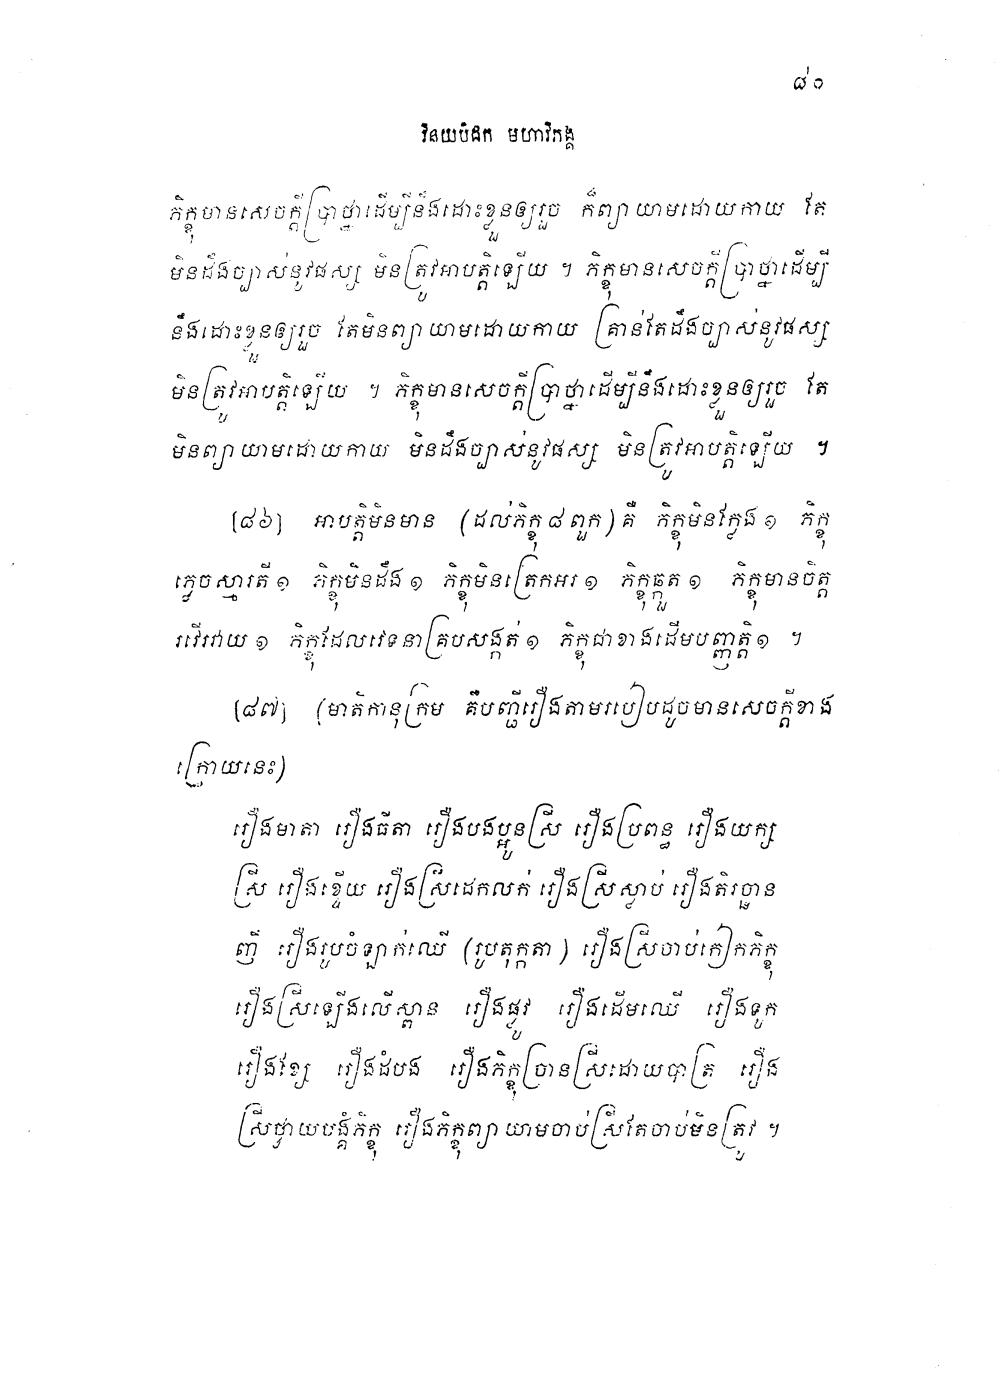 ៨១
វិនយបិដក មហាវិភង្គ
ភិក្ខុមានសេចក្តីប្រាថ្នាដើម្បីនឹងដោះខ្លួនឲ្យរួច ក៏ព្យាយាមដោយកាយ តែ
មិនដឹងច្បាស់នូវផស្ស មិនត្រូវអាបត្តិឡើយ ។ ភិក្ខុមានសេចក្តីប្រាថ្នាដើម្បី
នឹងដោះខ្លួនឲ្យរួច តែមិនព្យាយាមដោយកាយ គ្រាន់តែដឹងច្បាស់នូវផស្ស
មិនត្រូវអាបត្តិឡើយ ។ ភិក្ខុមានសេចក្តីប្រាថ្នាដើម្បីនឹងដោះខ្លួនឲ្យរួច តែ
មិនព្យាយាមដោយកាយ មិនដឹងច្បាស់នូវផស្ស មិនត្រូវអាបត្តិឡើយ ។
[៨៦] អាបត្តិមិនមាន (ដល់ភិក្ខុ ៨ ពួក) គឺ ភិក្ខុមិនក្លែង ១ ភិក្ខុ
ភ្លេចស្មារតី ១ ភិក្ខុមិនដឹង ១ ភិក្ខុមិនត្រេកអរ ១ ភិក្ខុឆ្កួត ១ ភិក្ខុមានចិត្ត
រវើរវាយ ១ ភិក្ខុដែលវេទនាគ្របសង្កត់ ១ ភិក្ខុជាខាងដើមបញ្ញត្តិ ១ ។
[៨៧] (មាតិកានុក្រម គឺបញ្ជីរឿងតាមរបៀបដូចមានសេចក្តីខាង
ក្រោយនេះ)
រឿងមាតា រឿងធីតា រឿងបងប្អូនស្រី រឿងប្រពន្ធ រឿងយក្ស
ស្រី រឿងខ្ទើយ រឿងស្រីដេកលក់ រឿងស្រីស្លាប់ រឿងតិរច្ឆាន
ញី រឿងរូបចំឡាក់ឈើ (រូបតុក្កតា) រឿងស្រីចាប់កៀកភិក្ខុ
រឿងស្រីឡើងលើស្ពាន រឿងផ្លូវ រឿងដើមឈើ រឿងទូក
រឿងខ្សែ រឿងដំបង រឿងភិក្ខុច្រានស្រីដោយបាត្រ រឿង
ស្រីថ្វាយបង្គំភិក្ខុ រឿងភិក្ខុព្យាយាមចាប់ស្រីតែចាប់មិនត្រូវ ។